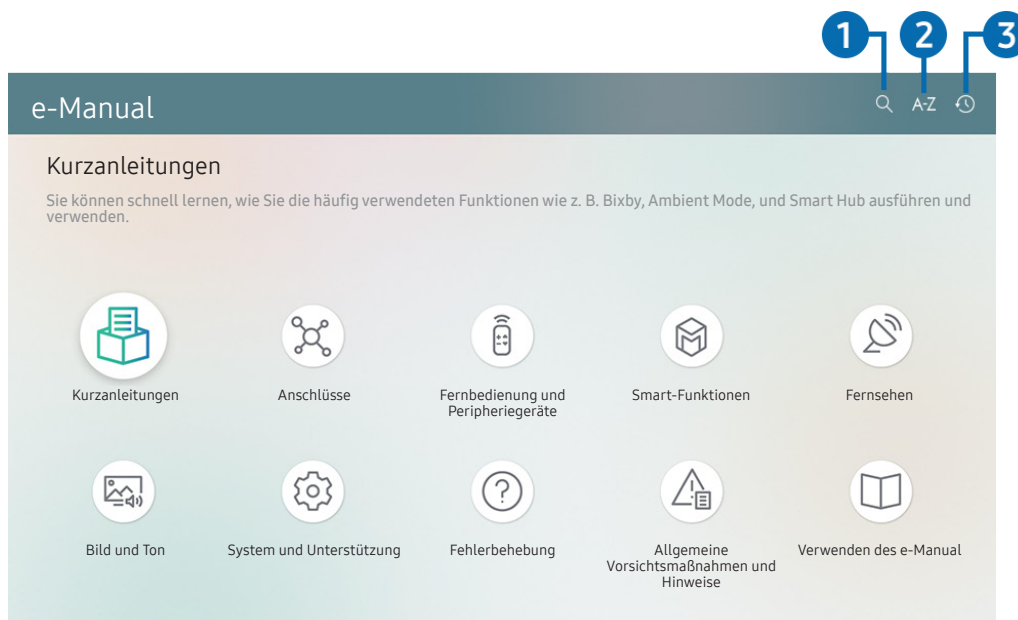 1 2 3
e-Manual A-Z
Kurzanleitungen
Sie können schnell lernen, wie Sie die häufig verwendeten Funktionen wie z. B. Bixby, Ambient Mode, und Smart Hub ausführen und
verwenden.
Kurzanleitungen
Anschlüsse
Fernbedienung und
Peripheriegeräte
Smart-Funktionen
Fernsehen
Bild und Ton
System und Unterstützung
Fehlerbehebung
Allgemeine
Vorsichtsmaßnahmen und
Hinweise
Verwenden des e-Manual